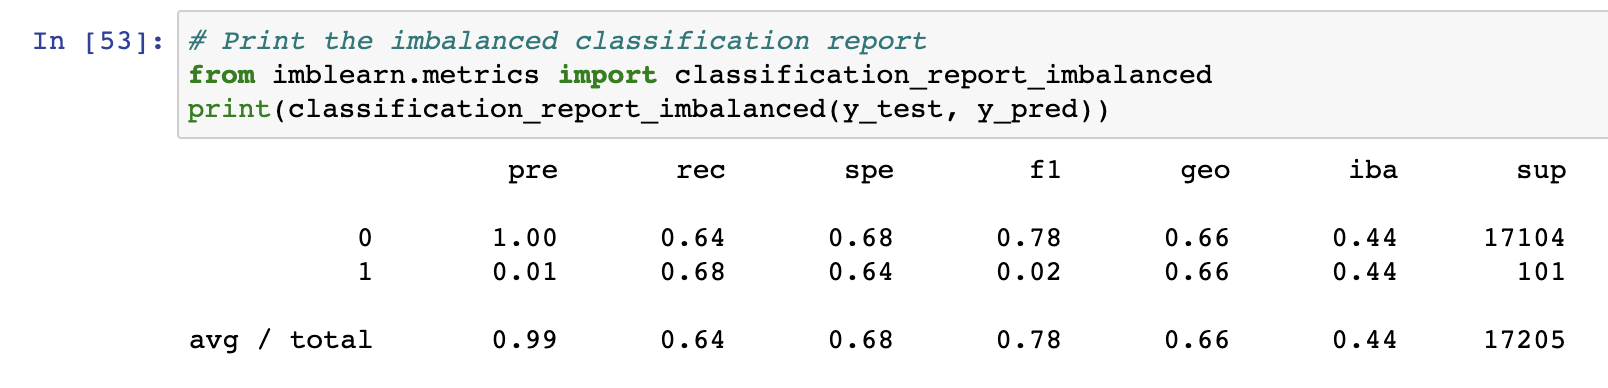 In [53]: # Print the imbalanced classification report
from imblearn.metrics import classification_report_imbalanced
print(classification_report_imbalanced(y_test, y_pred))
pre rec spe f1 geo iba sup
0 1.00 0.64 0.68 0.78 0.66 0.44 17104
1 0.01 0.68 0.64 0.02 0.66 0.44 101
avg / total 0.99 0.64 0.68 0.78 0.66 0.44 17205